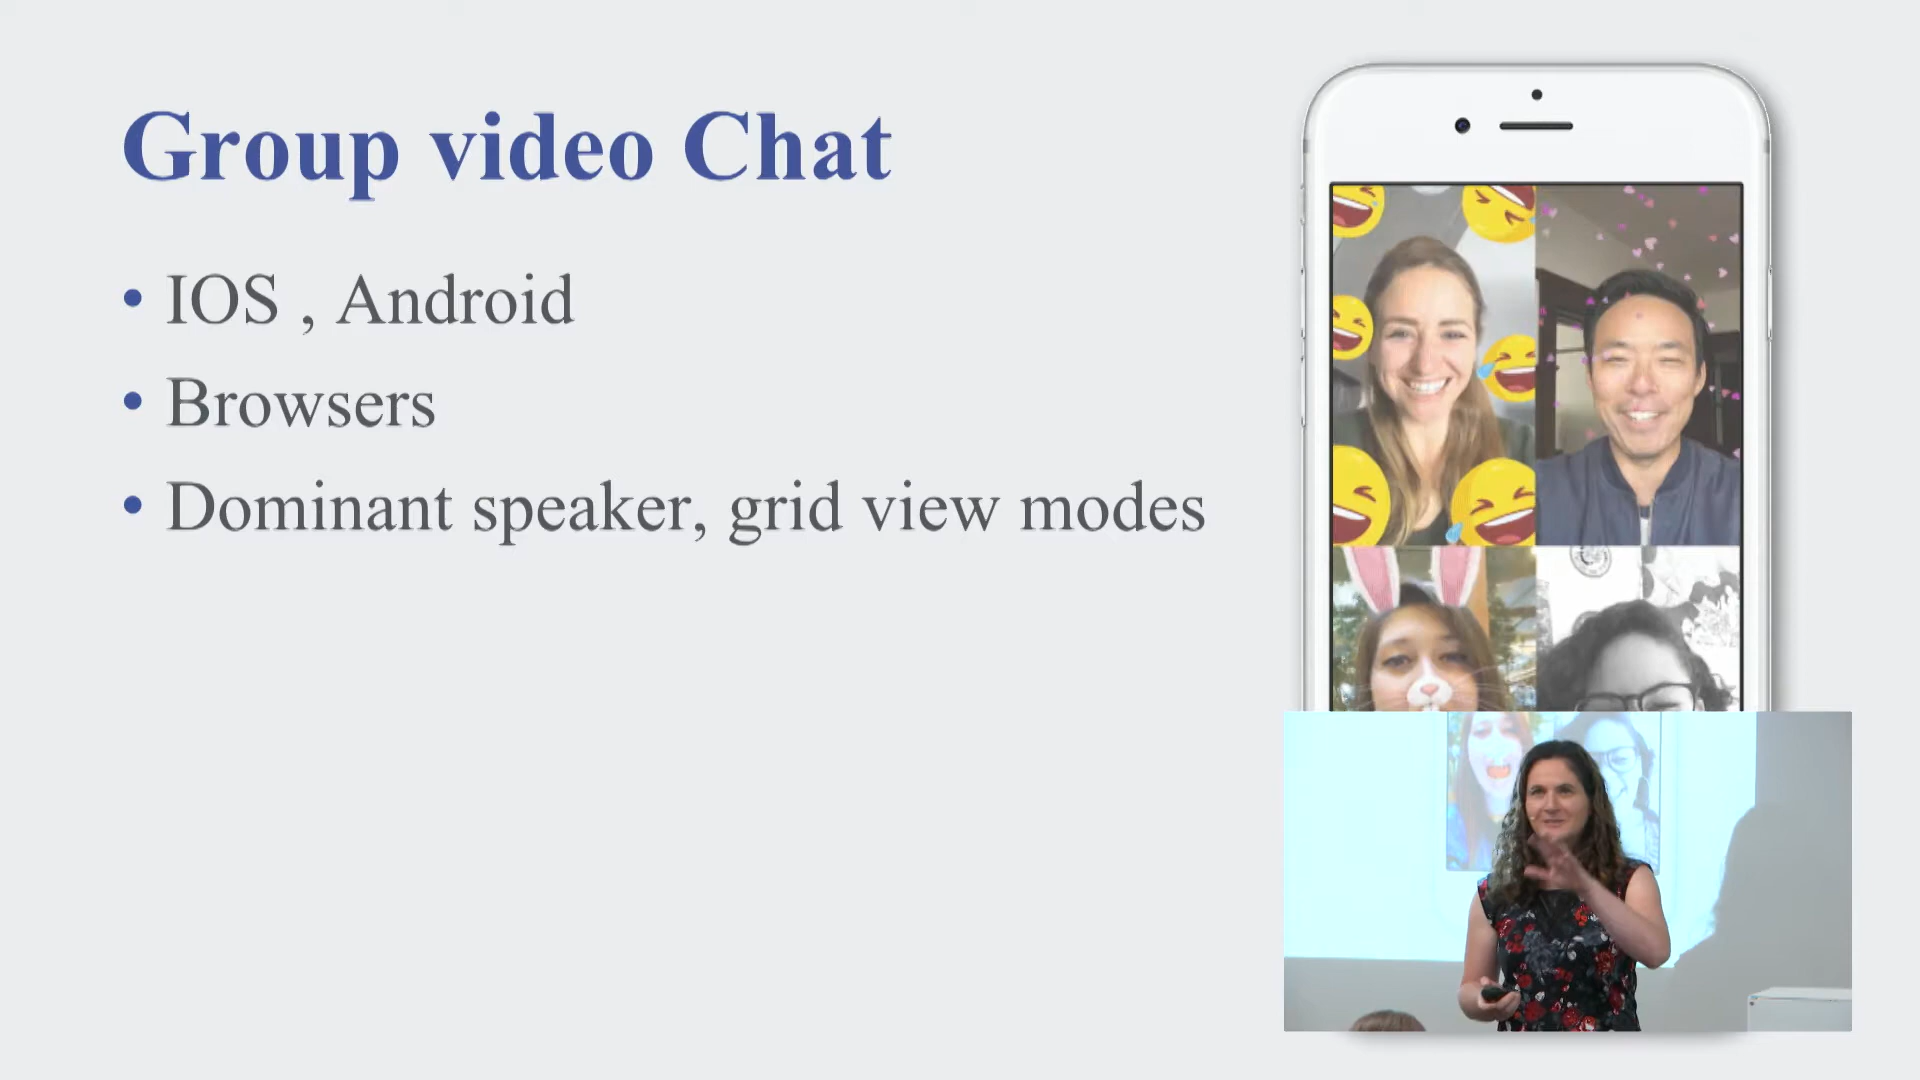 Group video Chat
• IOS , Android
• Browsers
• Dominant speaker, grid view modes